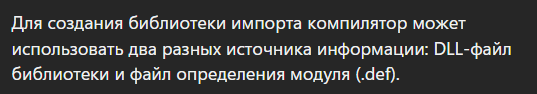 Для создания библиотеки импорта компилятор может
использовать два разных источника информации: DLL-файл
библиотеки и файл определения модуля (.def).